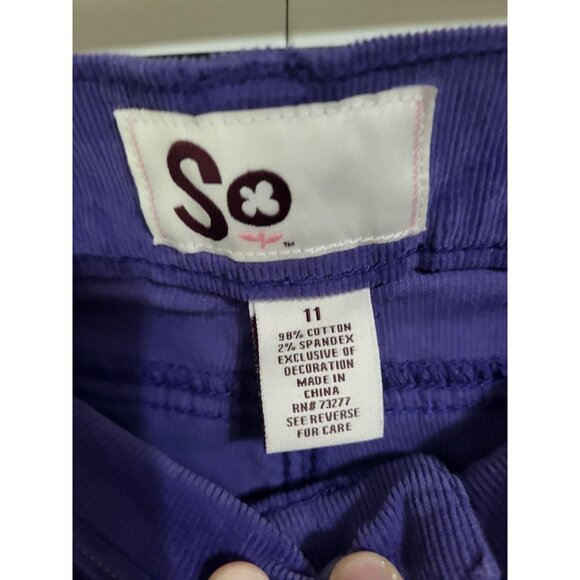 So
™
11
98% COTTON
2% SPANDEX
EXCLUSIVE OF
DECORATION
MADE IN
CHINA
RN# 73277
SEE REVERSE
FOR CARE